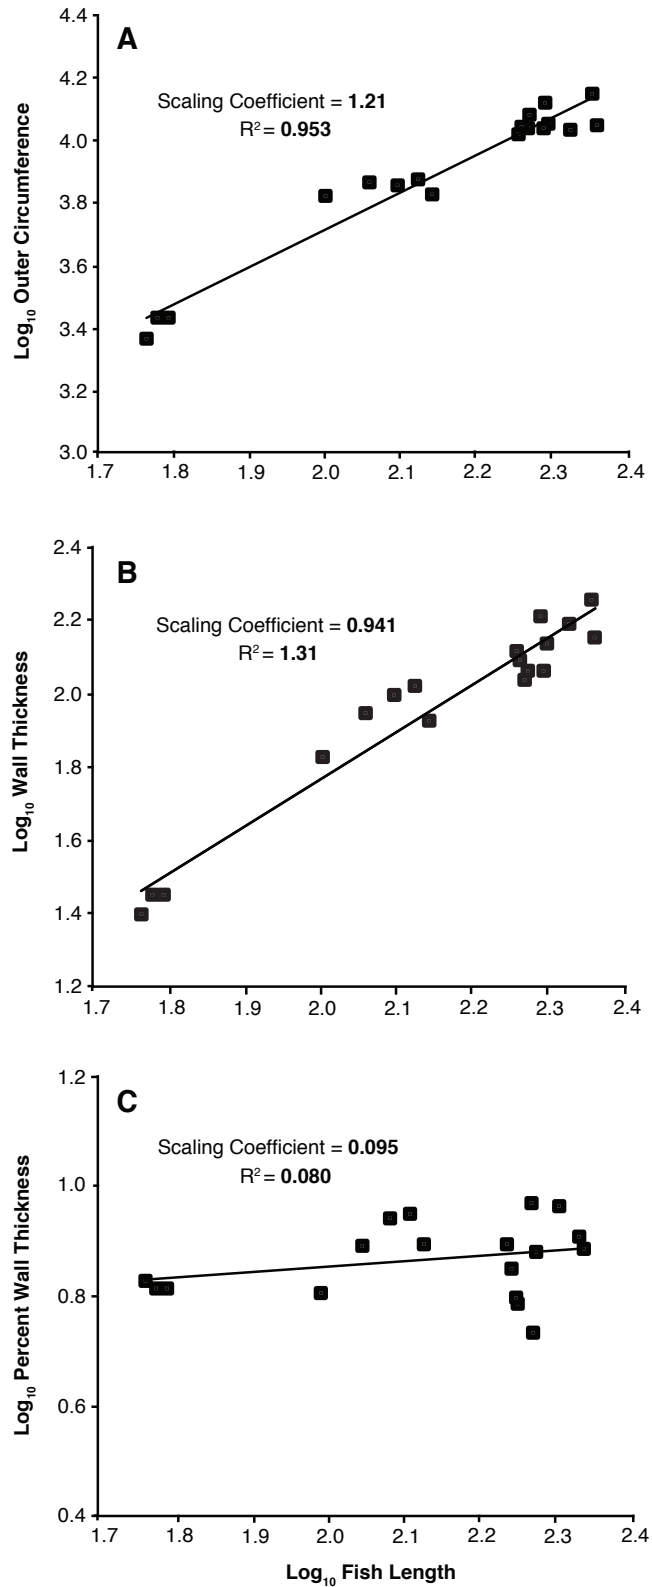 A
Scaling Coefficient = 1.21
R² = 0.953
Log₁₀ Outer Circumference
4.4
4.2
4.0
3.8
3.6
3.4
3.2
3.0
1.7 1.8 1.9 2.0 2.1 2.2 2.3 2.4
B
Scaling Coefficient = 0.941
R² = 1.31
Log₁₀ Wall Thickness
2.4
2.2
2.0
1.8
1.6
1.4
1.2
1.7 1.8 1.9 2.0 2.1 2.2 2.3 2.4
C
Scaling Coefficient = 0.095
R² = 0.080
Log₁₀ Percent Wall Thickness
1.2
1.0
0.8
0.6
0.4
1.7 1.8 1.9 2.0 2.1 2.2 2.3 2.4
Log₁₀ Fish Length